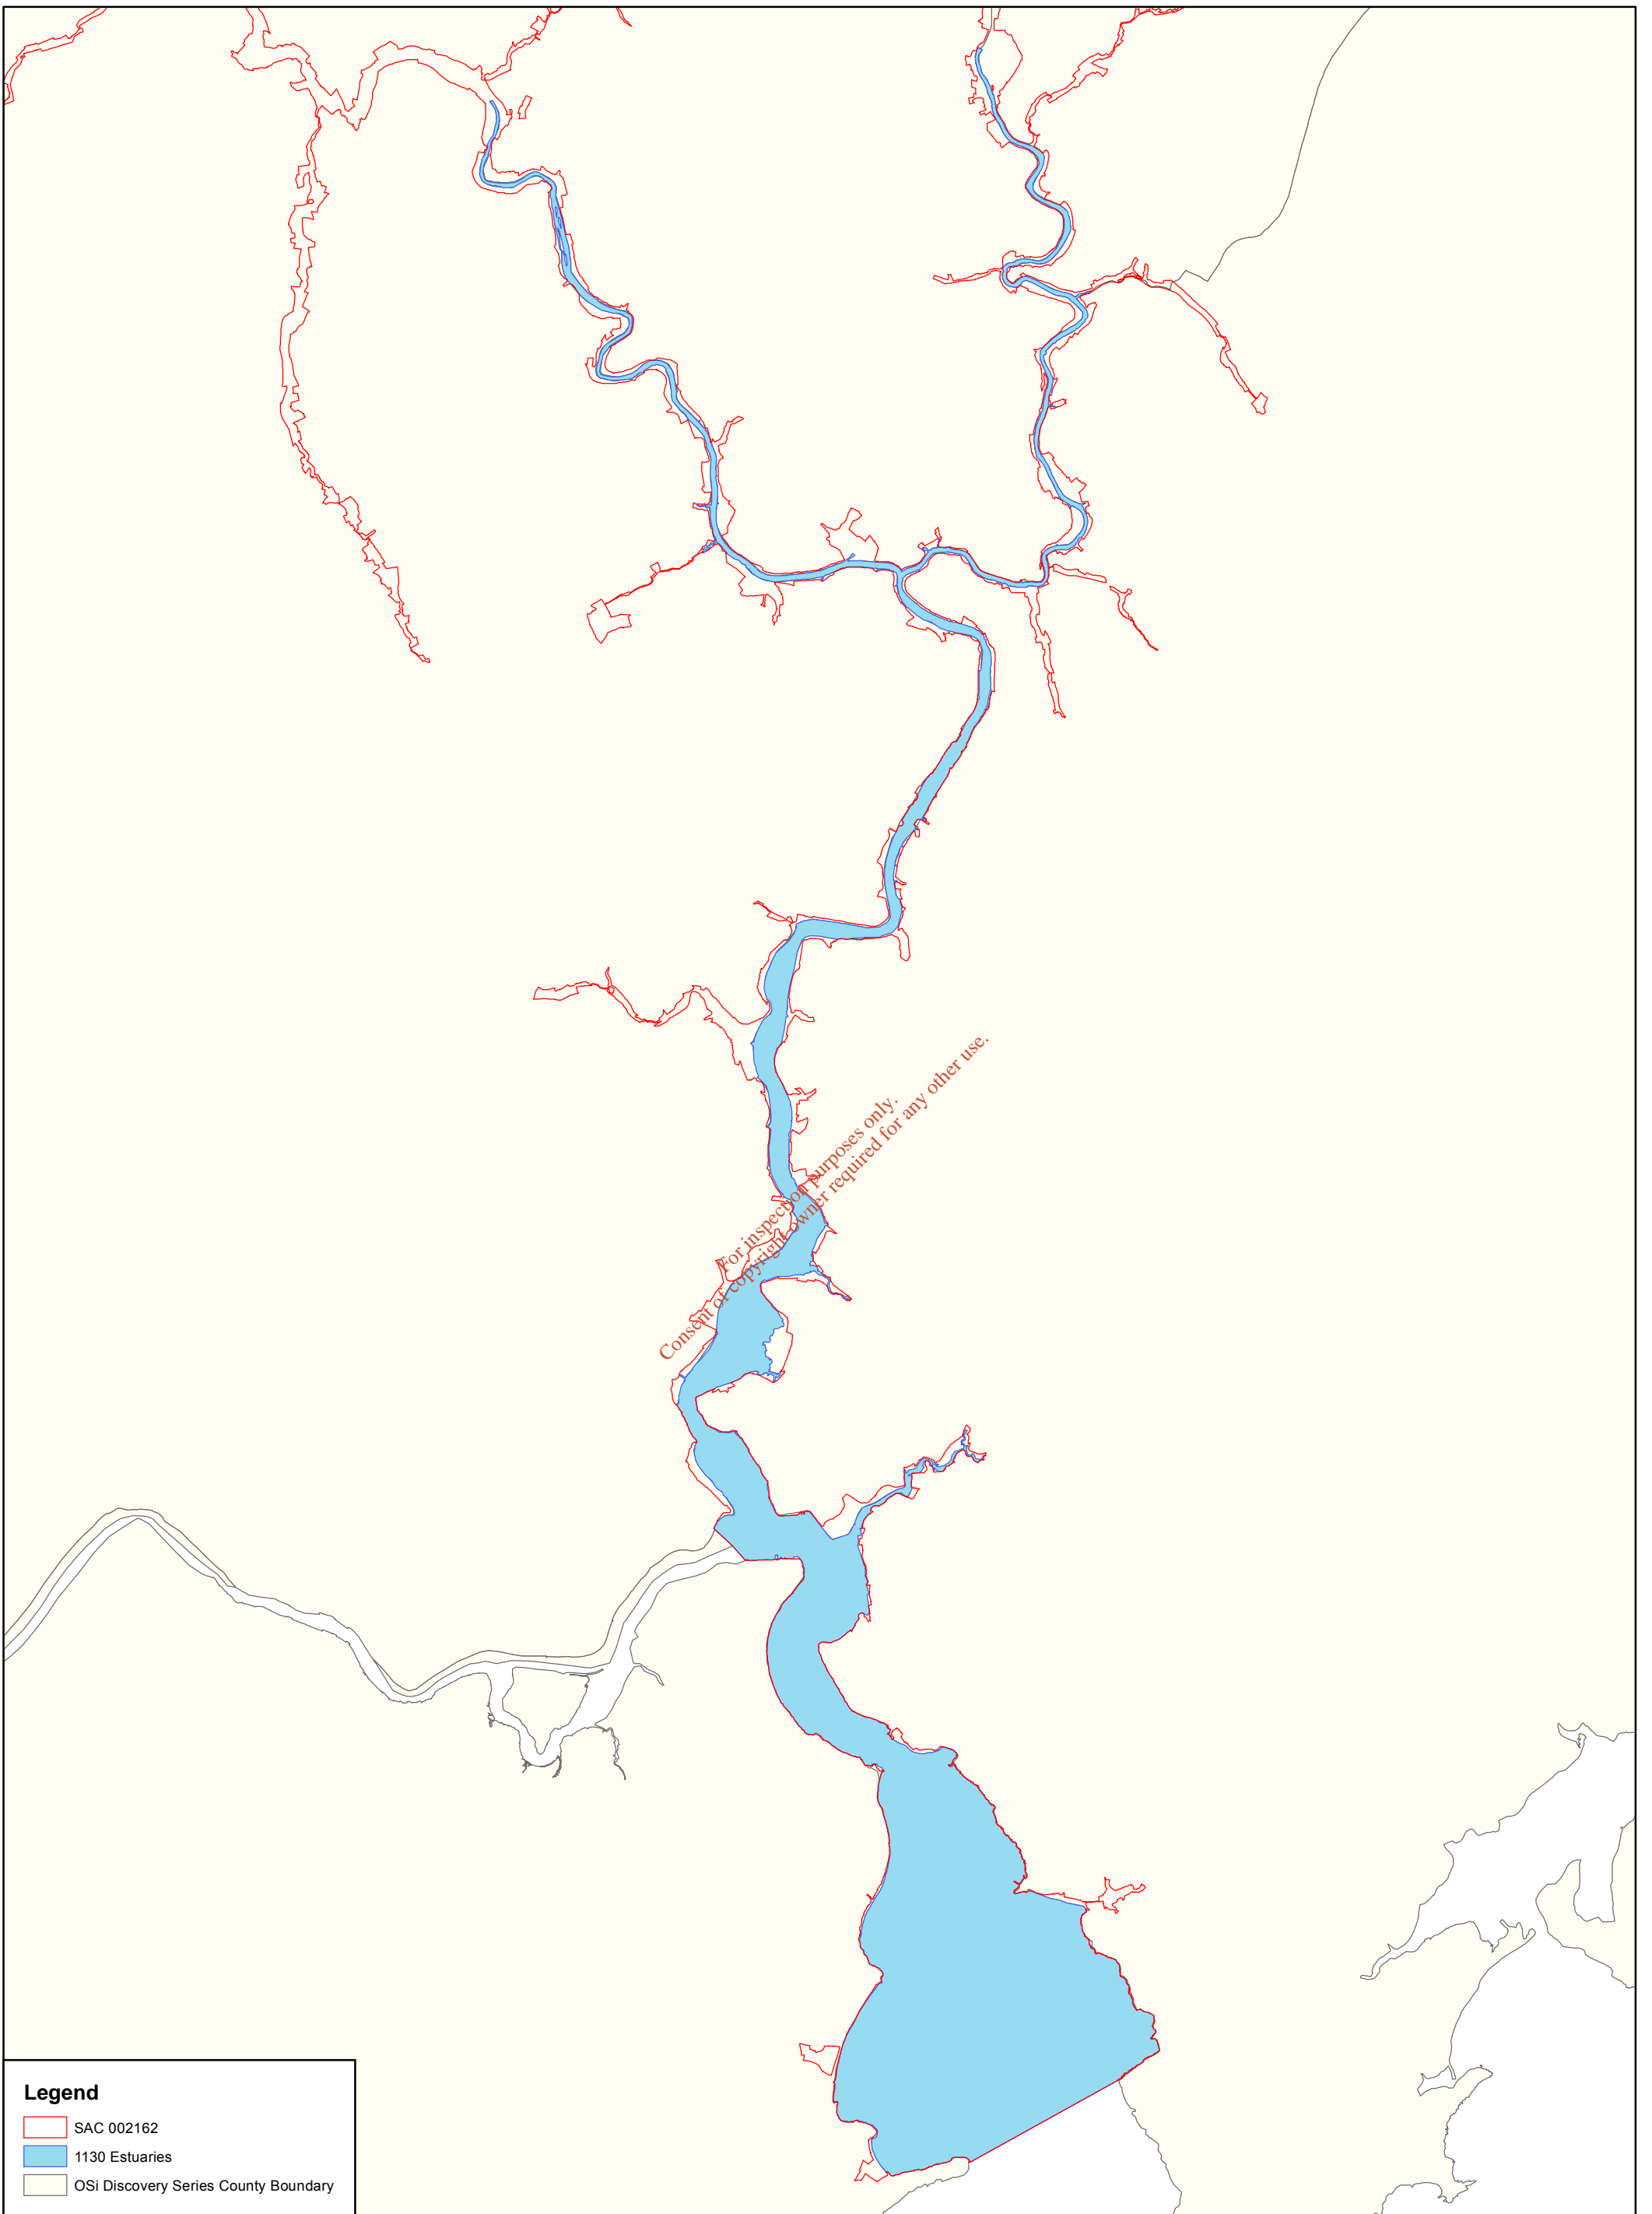 For inspection purposes only.
Consent of copyright owner required for any other use.
Legend
SAC 002162
1130 Estuaries
OSi Discovery Series County Boundary